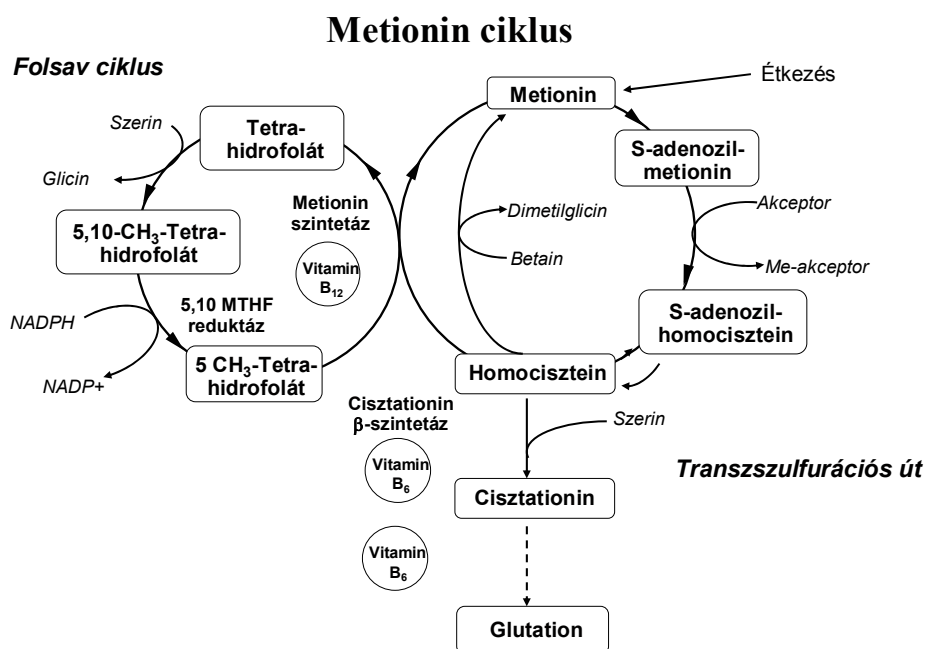 Metionin ciklus
Folsav ciklus
Étkezés
Metionin
Tetra-
hidrofolát
Szerin
Glicin
S-adenozil-
metionin
Metionin
szintetáz
Vitamin
B₁₂
Dimetilglicin
Betain
Akceptor
Me-akceptor
5,10-CH₃-Tetra-
hidrofolát
5,10 MTHF
reduktáz
NADPH
NADP+
5 CH₃-Tetra-
hidrofolát
S-adenozil-
homocisztein
Homocisztein
Cisztationin
β-szintetáz
Vitamin
B₆
Szerin
Transzszulfurációs út
Cisztationin
Vitamin
B₆
Glutation